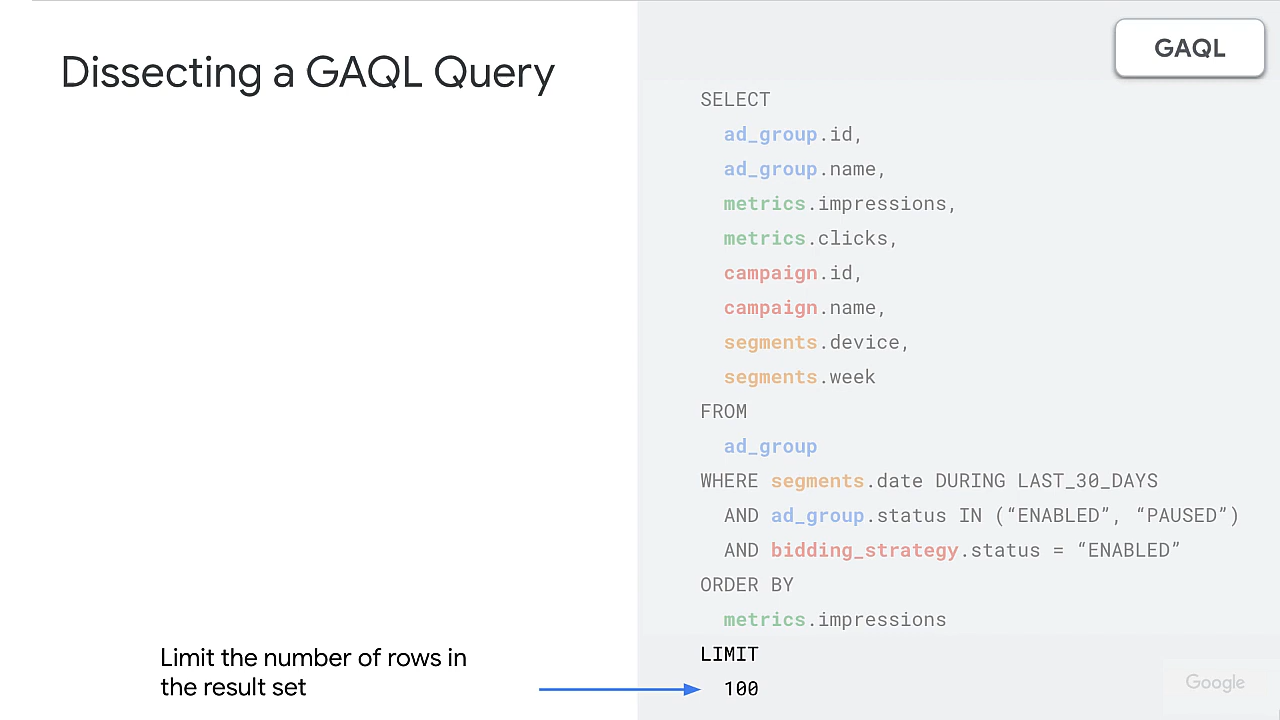 Dissecting a GAQL Query
GAQL
SELECT
ad_group.id,
ad_group.name,
metrics.impressions,
metrics.clicks,
campaign.id,
campaign.name,
segments.device,
segments.week
FROM
ad_group
WHERE segments.date DURING LAST_30_DAYS
AND ad_group.status IN (“ENABLED”, “PAUSED”)
AND bidding_strategy.status = “ENABLED”
ORDER BY
metrics.impressions
LIMIT
100
Limit the number of rows in
the result set
Google